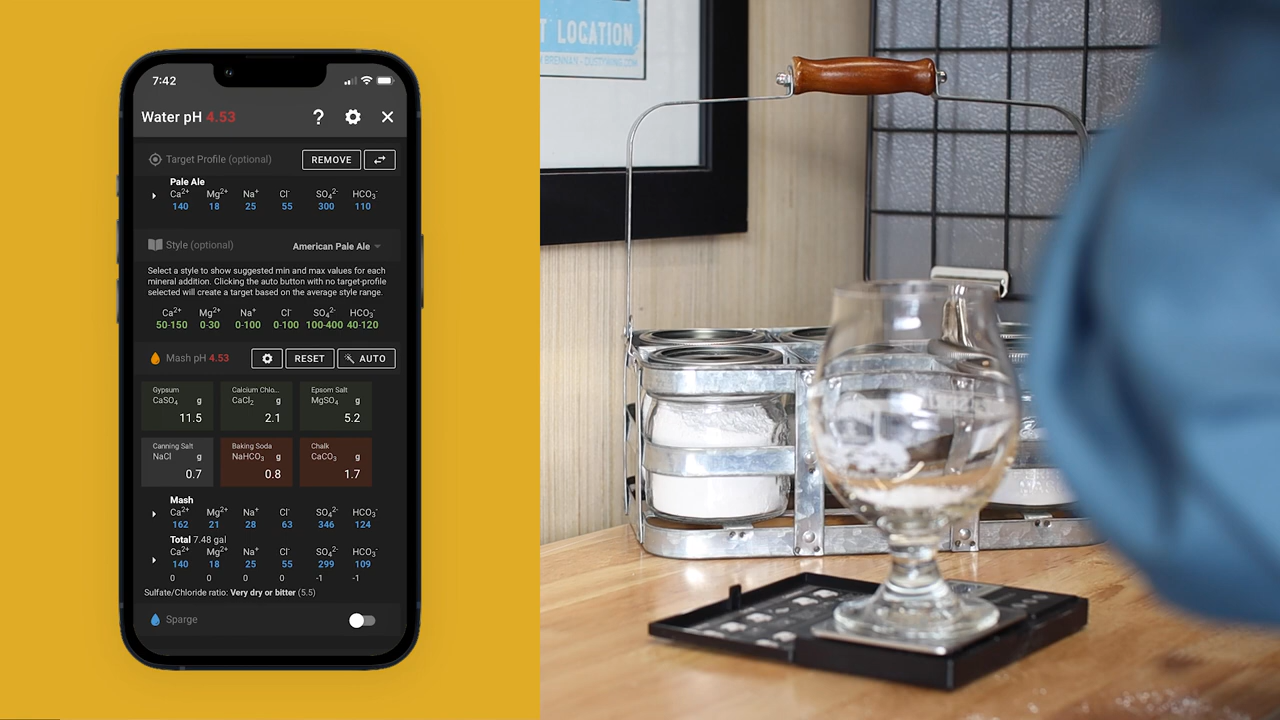 7:42
Water pH 4.53 ? ✕
Target Profile (optional) REMOVE
Pale Ale
Ca2+ Mg2+ Na+ Cl- SO42- HCO3-
140 18 25 55 300 110
Style (optional) American Pale Ale
Select a style to show suggested min and max values for each
mineral addition. Clicking the auto button with no target-profile
selected will create a target based on the average style range.
Ca2+ Mg2+ Na+ Cl- SO42- HCO3-
50-150 0-30 0-100 0-100 100-400 40-120
Mash pH 4.53 RESET AUTO
Gypsum Calcium Chlo... Epsom Salt
CaSO4 g CaCl2 g MgSO4 g
11.5 2.1 5.2
Canning Salt Baking Soda Chalk
NaCl g NaHCO3 g CaCO3 g
0.7 0.8 1.7
Mash
Ca2+ Mg2+ Na+ Cl- SO42- HCO3-
162 21 28 63 346 124
Total 7.48 gal
Ca2+ Mg2+ Na+ Cl- SO42- HCO3-
140 18 25 55 299 109
0 0 0 0 -1 -1
Sulfate/Chloride ratio: Very dry or bitter (5.5)
Sparge
LOCATION
BRENNAN - DUSTYWING.COM